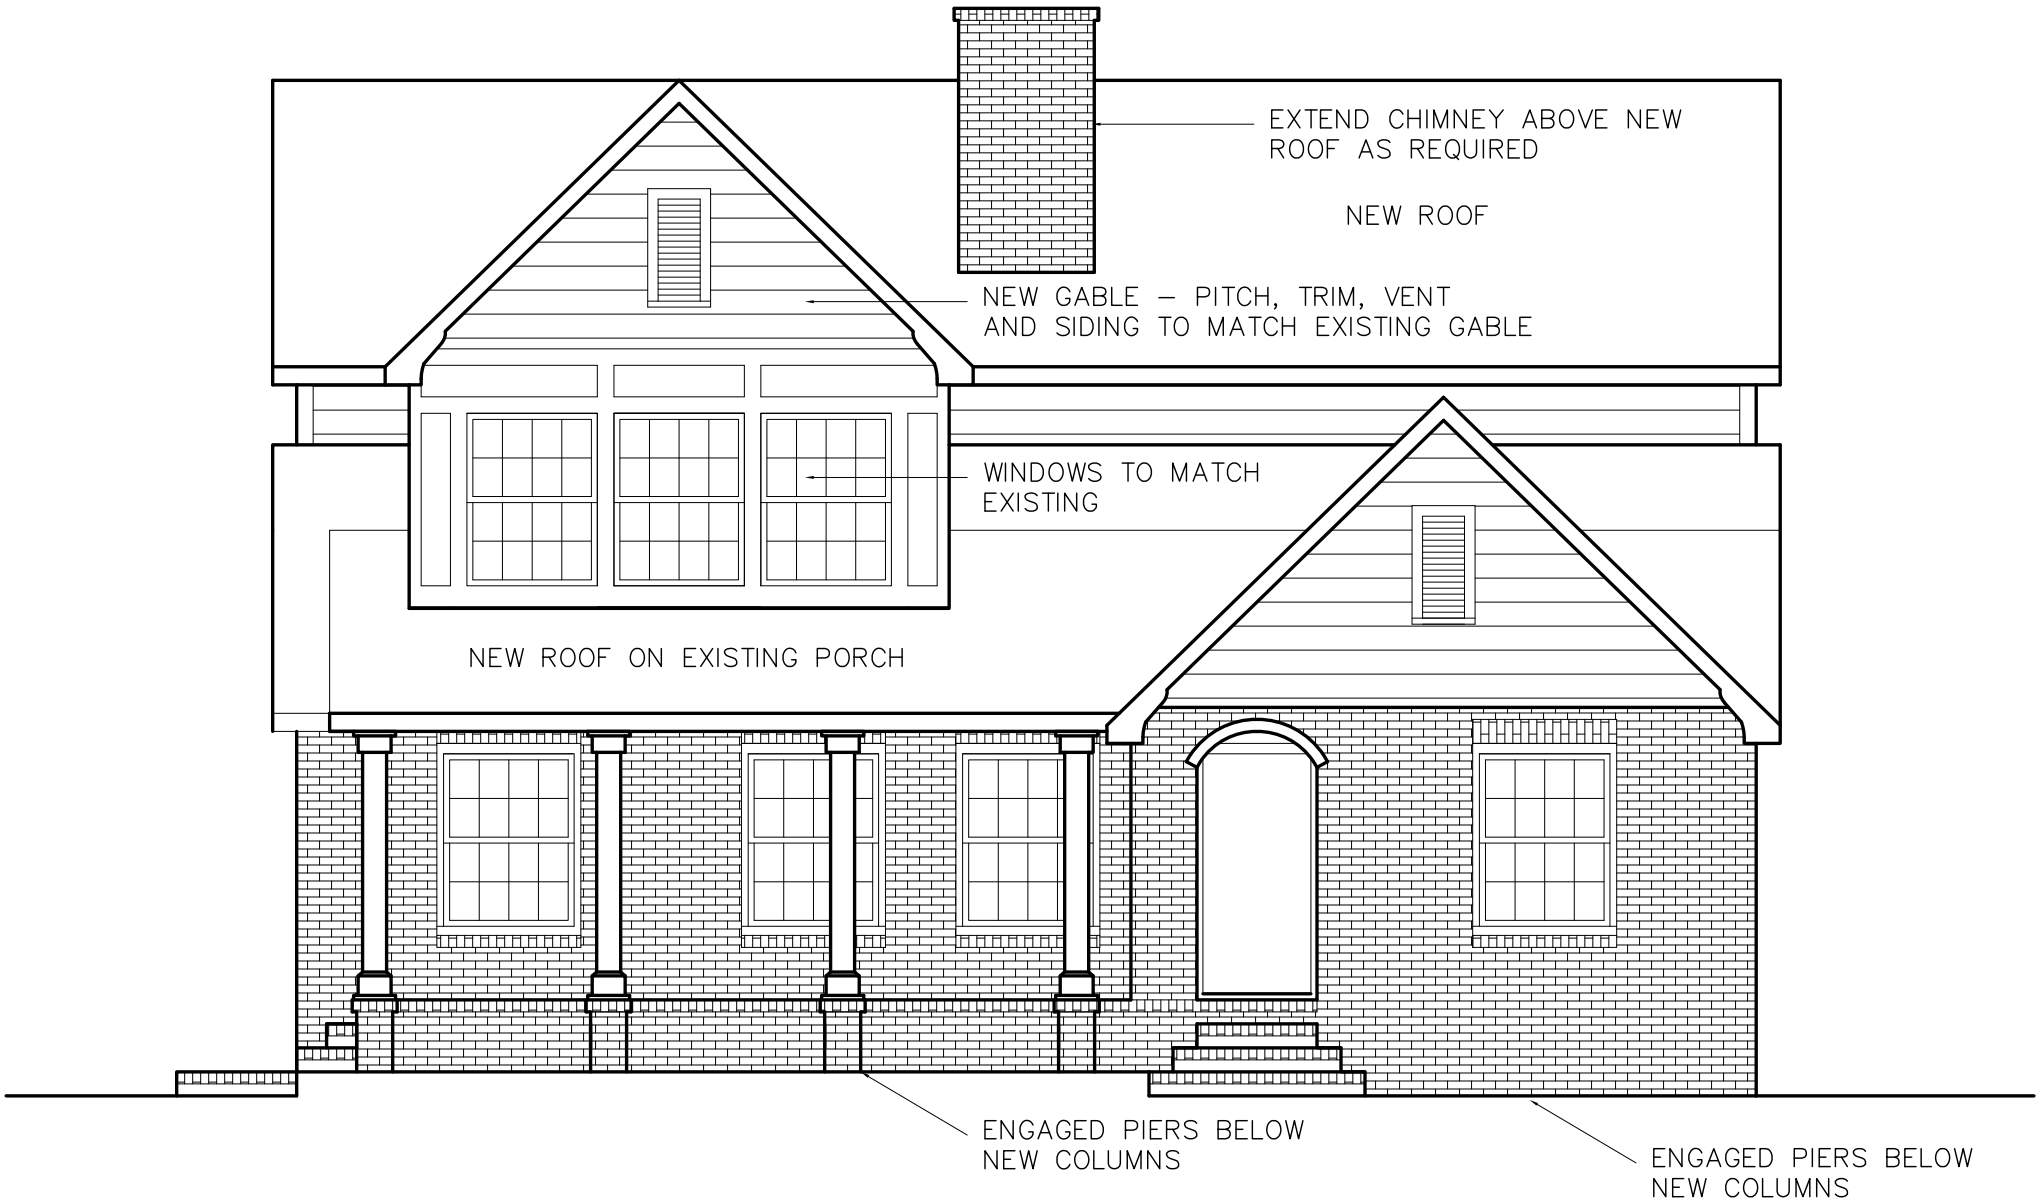 EXTEND CHIMNEY ABOVE NEW
ROOF AS REQUIRED
NEW ROOF
NEW GABLE – PITCH, TRIM, VENT
AND SIDING TO MATCH EXISTING GABLE
WINDOWS TO MATCH
EXISTING
NEW ROOF ON EXISTING PORCH
ENGAGED PIERS BELOW
NEW COLUMNS
ENGAGED PIERS BELOW
NEW COLUMNS